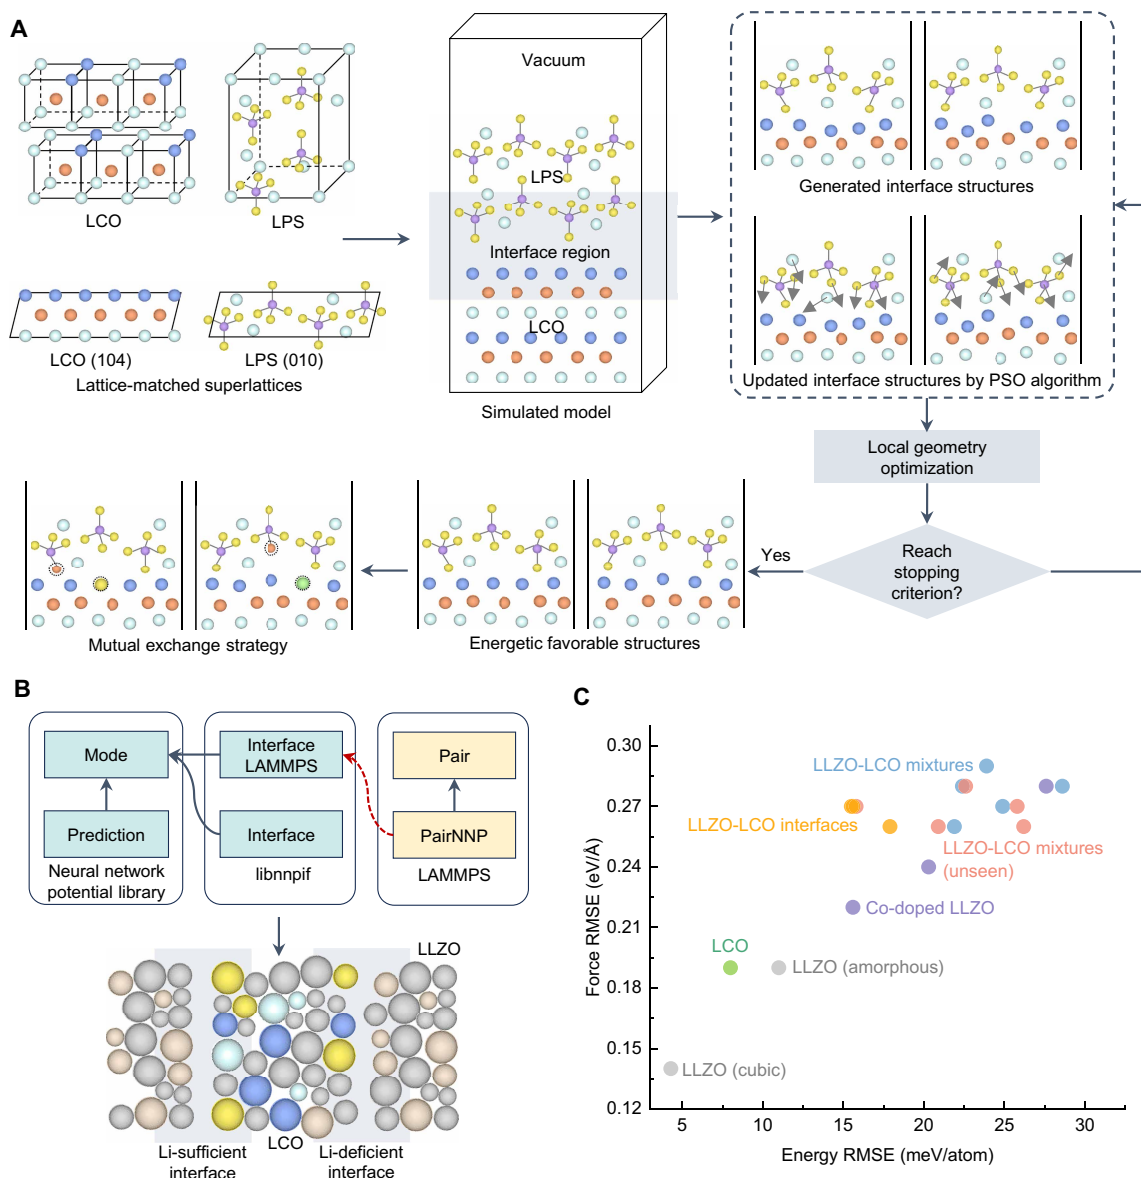 A
LCO
LPS
LCO (104)
LPS (010)
Lattice-matched superlattices
Vacuum
LPS
Interface region
LCO
Simulated model
Generated interface structures
Updated interface structures by PSO algorithm
Local geometry
optimization
Reach
stopping
criterion?
Yes
Energetic favorable structures
Mutual exchange strategy
B
Mode
Prediction
Neural network
potential library
Interface
LAMMPS
Interface
libnnpif
Pair
PairNNP
LAMMPS
LLZO
LCO
Li-sufficient
interface
Li-deficient
interface
C
Force RMSE (eV/Å)
0.30
0.27
0.24
0.21
0.18
0.15
0.12
LLZO-LCO mixtures
LLZO-LCO interfaces
LLZO-LCO mixtures
(unseen)
Co-doped LLZO
LCO
LLZO (amorphous)
LLZO (cubic)
5
10
15
20
25
30
Energy RMSE (meV/atom)